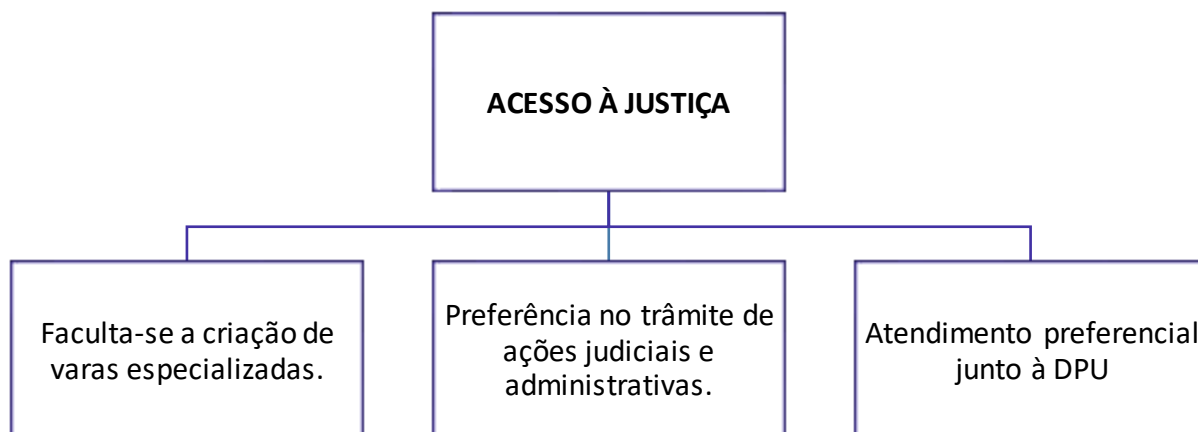 ACESSO À JUSTIÇA
Faculta-se a criação de
varas especializadas.
Preferência no trâmite de
ações judiciais e
administrativas.
Atendimento preferencial
junto à DPU